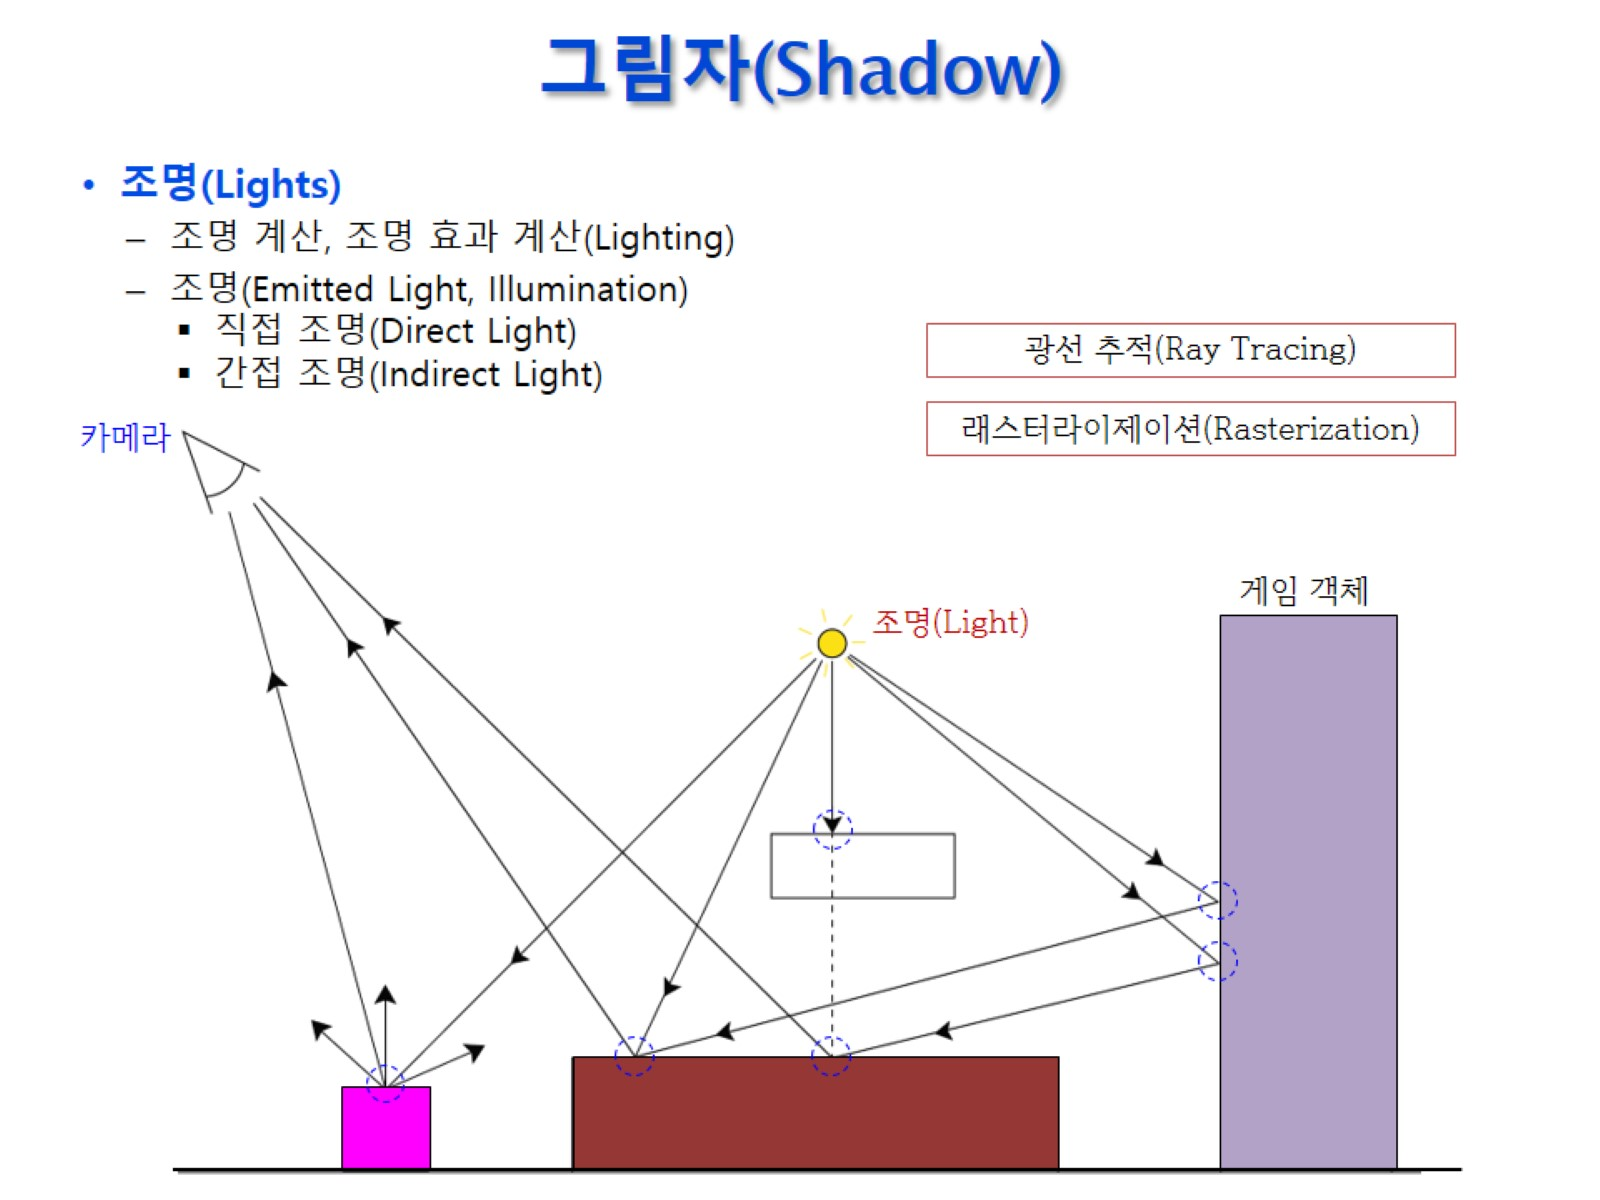 그림자(Shadow)
• 조명(Lights)
– 조명 계산, 조명 효과 계산(Lighting)
– 조명(Emitted Light, Illumination)
▪ 직접 조명(Direct Light)
▪ 간접 조명(Indirect Light)
광선 추적(Ray Tracing)
래스터라이제이션(Rasterization)
카메라
게임 객체
조명(Light)